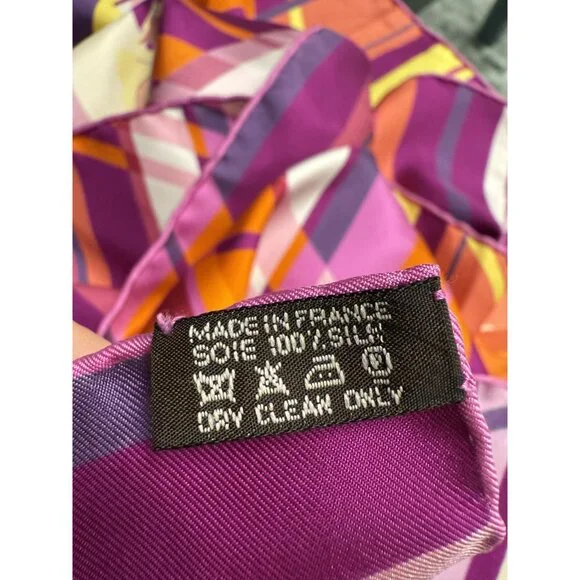 MADE IN FRANCE
SOIE 100% SILK
DRY CLEAN ONLY